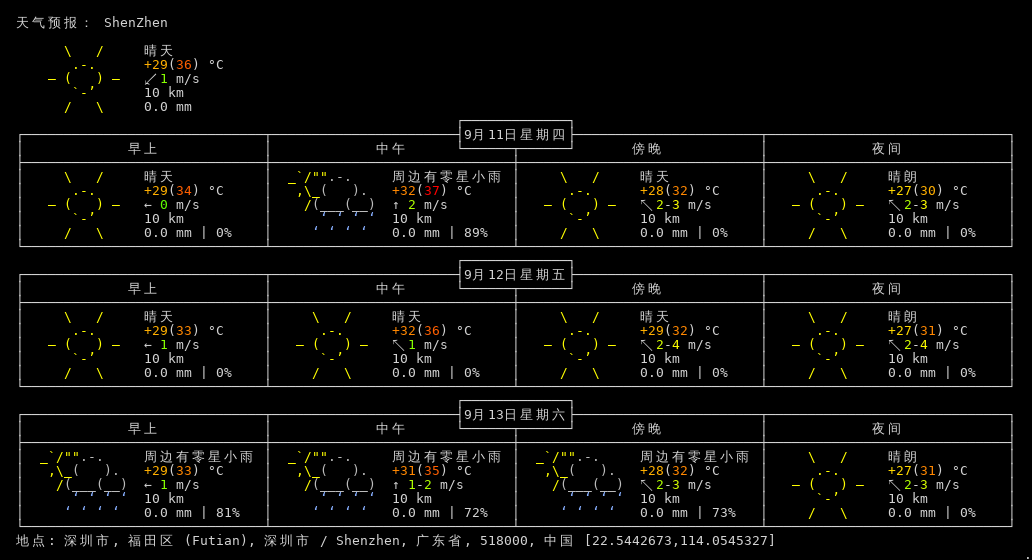 天气预报： ShenZhen
晴天
+29(36) °C
↙ 1 m/s
10 km
0.0 mm
9月11日星期四
早上 中午 傍晚 夜间
晴天 周边有零星小雨 晴天 晴朗
+29(34) °C +32(37) °C +28(32) °C +27(30) °C
← 0 m/s ↑ 2 m/s ↖ 2-3 m/s ↖ 2-3 m/s
10 km 10 km 10 km 10 km
0.0 mm | 0% 0.0 mm | 89% 0.0 mm | 0% 0.0 mm | 0%
9月12日星期五
早上 中午 傍晚 夜间
晴天 晴天 晴天 晴朗
+29(33) °C +32(36) °C +29(32) °C +27(31) °C
← 1 m/s ↖ 1 m/s ↖ 2-4 m/s ↖ 2-4 m/s
10 km 10 km 10 km 10 km
0.0 mm | 0% 0.0 mm | 0% 0.0 mm | 0% 0.0 mm | 0%
9月13日星期六
早上 中午 傍晚 夜间
周边有零星小雨 周边有零星小雨 周边有零星小雨 晴朗
+29(33) °C +31(35) °C +28(32) °C +27(31) °C
← 1 m/s ↑ 1-2 m/s ↖ 2-3 m/s ↖ 2-3 m/s
10 km 10 km 10 km 10 km
0.0 mm | 81% 0.0 mm | 72% 0.0 mm | 73% 0.0 mm | 0%
地点: 深圳市, 福田区 (Futian), 深圳市 / Shenzhen, 广东省, 518000, 中国 [22.5442673,114.0545327]